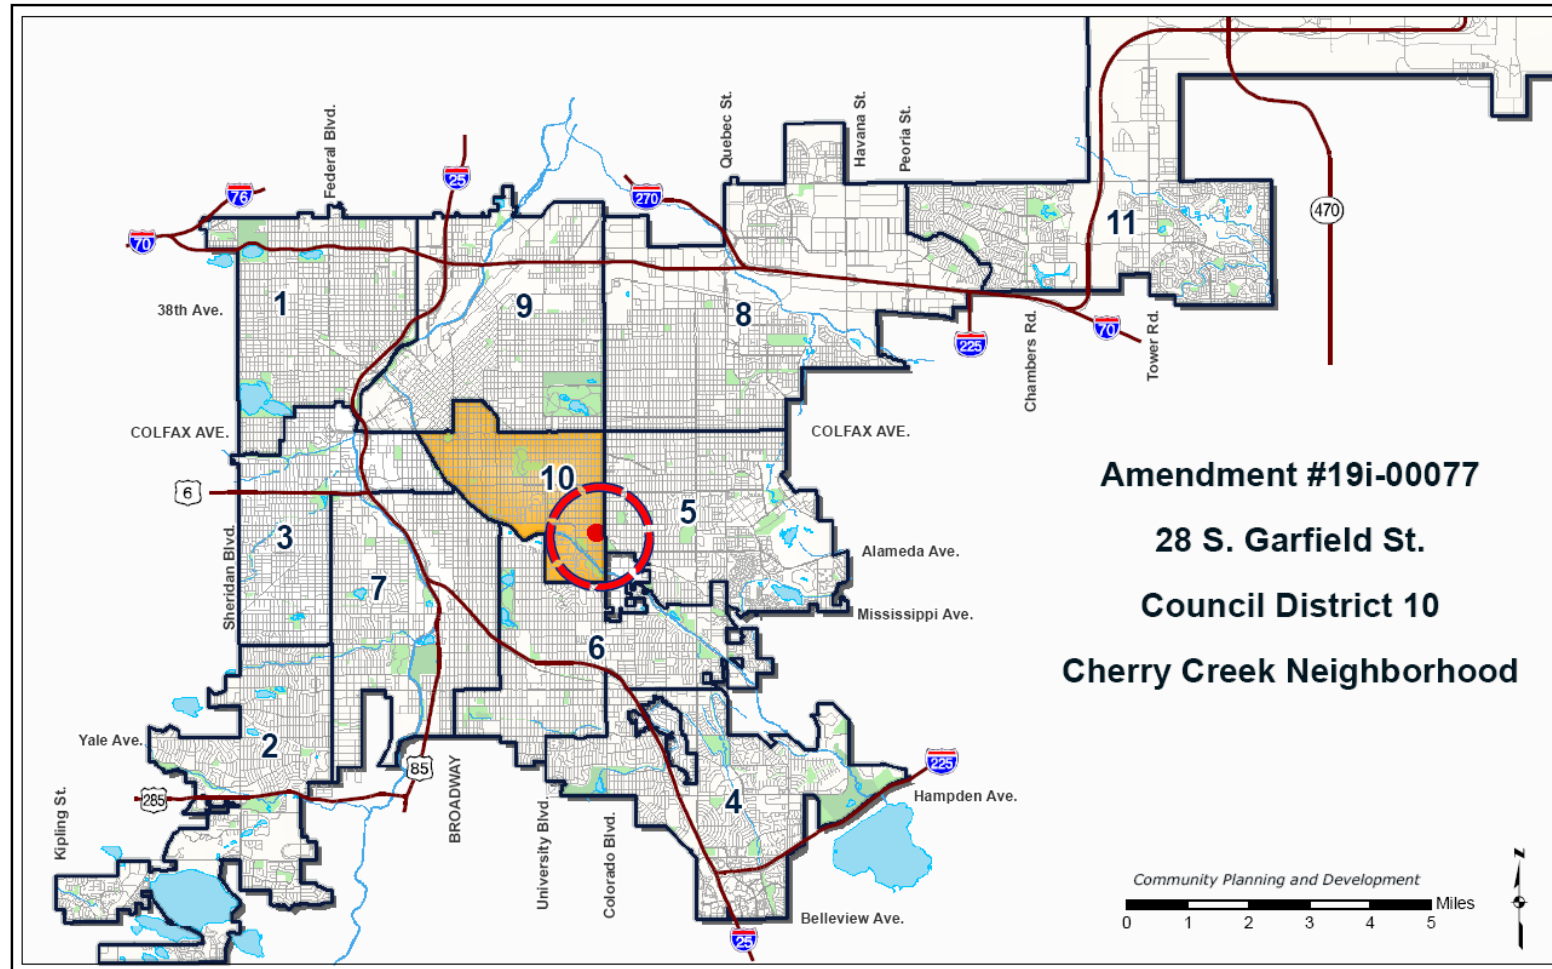 Federal Blvd.
Quebec St.
Havana St.
Peoria St.
76
25
270
70
470
11
1
9
8
38th Ave.
225
70
Chambers Rd.
Tower Rd.
COLFAX AVE.
COLFAX AVE.
6
10
5
3
Sheridan Blvd.
7
Alameda Ave.
Mississippi Ave.
6
Amendment #19i-00077
28 S. Garfield St.
Council District 10
Cherry Creek Neighborhood
Yale Ave.
2
85
285
BROADWAY
225
Hampden Ave.
4
Kipling St.
University Blvd.
Colorado Blvd.
Belleview Ave.
25
Community Planning and Development
Miles
0 1 2 3 4 5
z